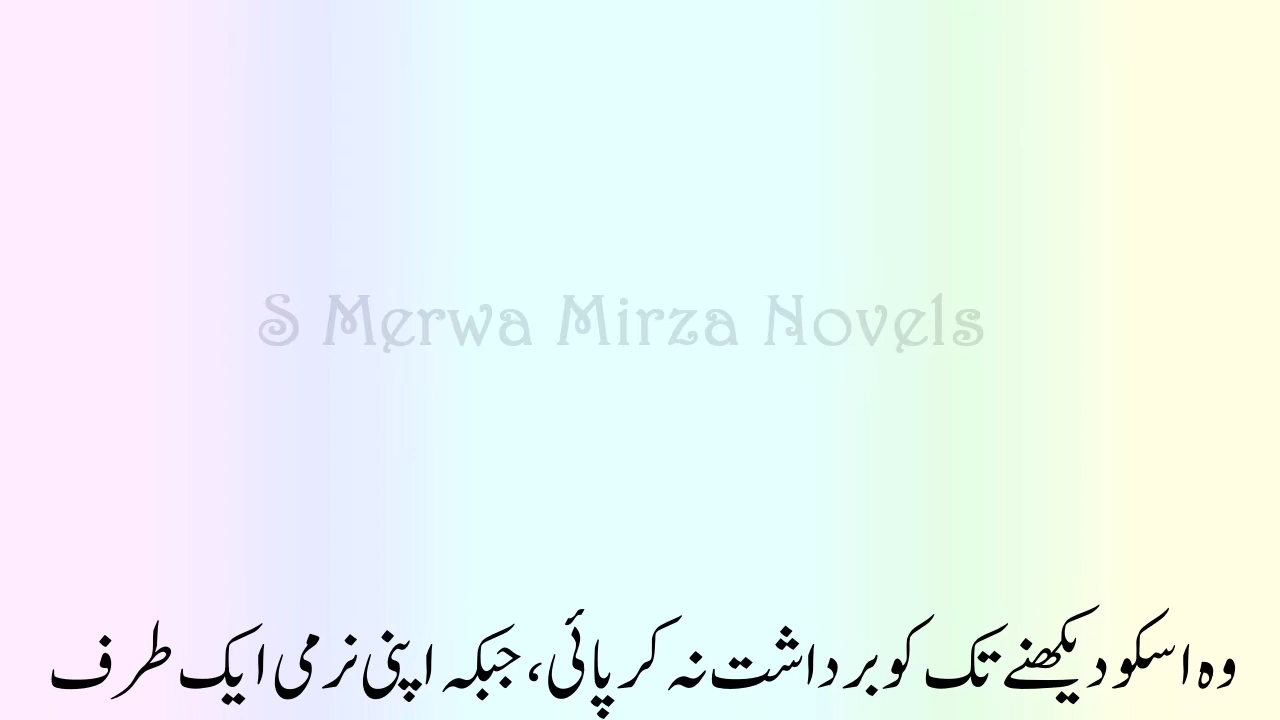 S Merwa Mirza Novels
وہ اسکو دیکھنے تک کو برداشت نہ کر پائی، جبکہ اپنی نرمی ایک طرف